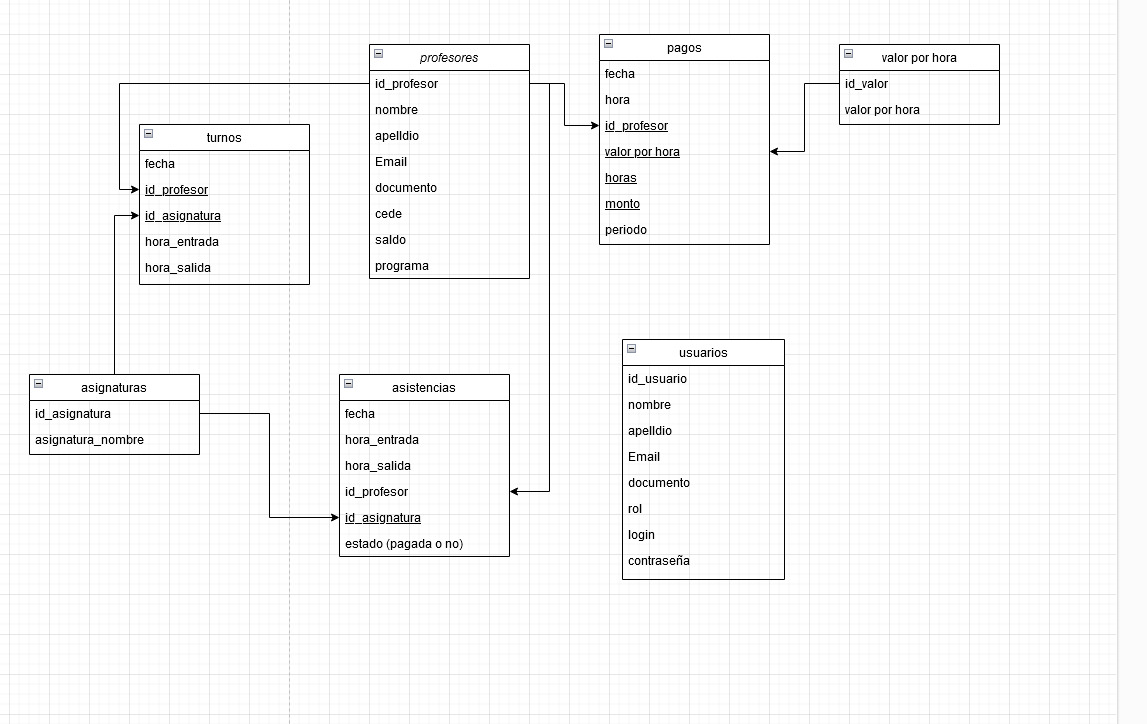 profesores
id_profesor
nombre
apelldio
Email
documento
cede
saldo
programa
pagos
fecha
hora
id_profesor
valor por hora
horas
monto
periodo
valor por hora
id_valor
valor por hora
turnos
fecha
id_profesor
id_asignatura
hora_entrada
hora_salida
asignaturas
id_asignatura
asignatura_nombre
asistencias
fecha
hora_entrada
hora_salida
id_profesor
id_asignatura
estado (pagada o no)
usuarios
id_usuario
nombre
apelldio
Email
documento
rol
login
contraseña